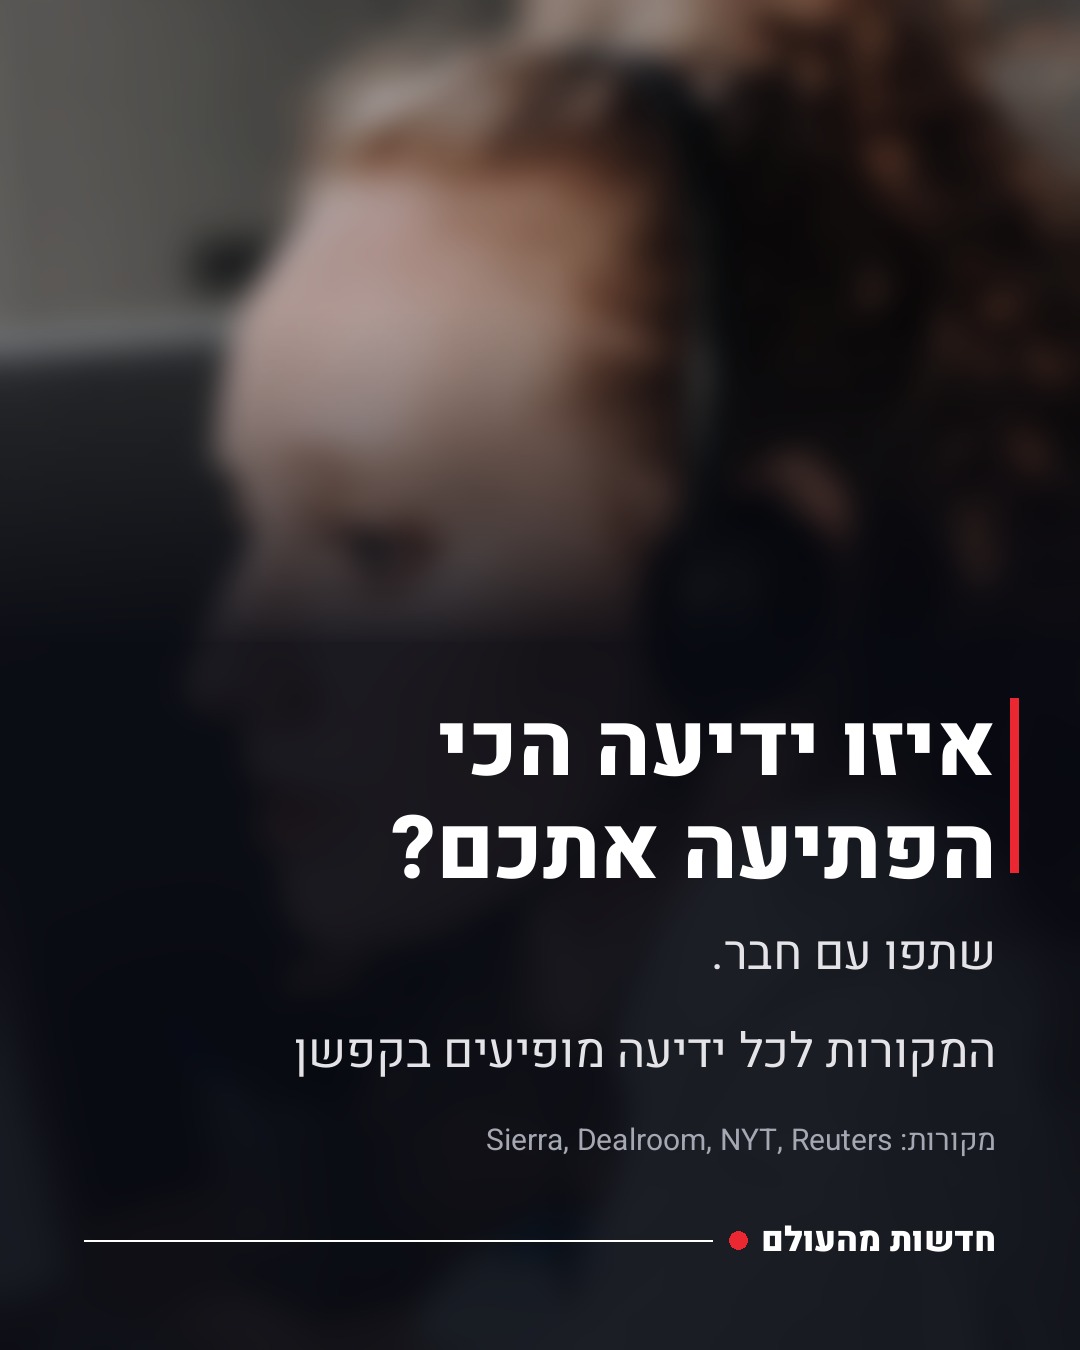 איזו ידיעה הכי
הפתיעה אתכם?
שתפו עם חבר.
המקורות לכל ידיעה מופיעים בקפשן
מקורות: Sierra, Dealroom, NYT, Reuters
חדשות מהעולם